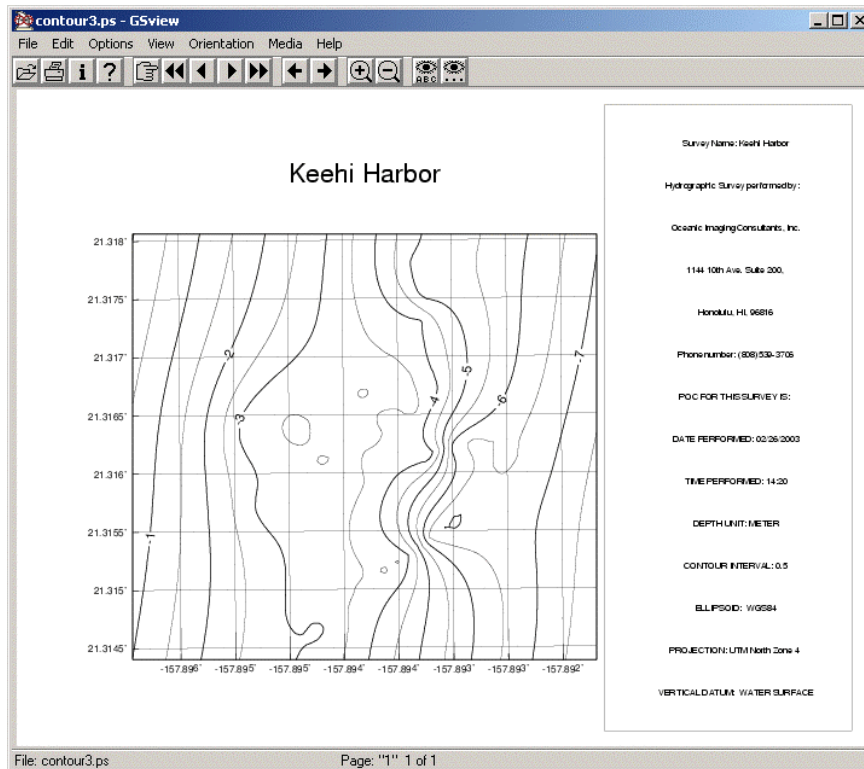 contour3.ps - GSview
File Edit Options View Orientation Media Help
i ?
ABC
Keehi Harbor
21.318°
21.3175°
21.317°
21.3165°
21.316°
21.3155°
21.315°
21.3145°
-1
-2
-3
-4
-5
-6
-7
-157.896° -157.895° -157.895° -157.894° -157.894° -157.893° -157.893° -157.892°
Survey Name: Keehi Harbor
Hydrographic Survey performed by:
Oceanic Imaging Consultants, Inc.
1144 10th Ave. Suite 200,
Honolulu, HI, 96816
Phone number: (808) 539-3706
POC FOR THIS SURVEY IS:
DATE PERFORMED: 02/26/2003
TIME PERFORMED: 14:20
DEPTH UNIT: METER
CONTOUR INTERVAL: 0.5
ELLIPSOID: WGS84
PROJECTION: UTM North Zone 4
VERTICAL DATUM: WATER SURFACE
File: contour3.ps Page: "1" 1 of 1